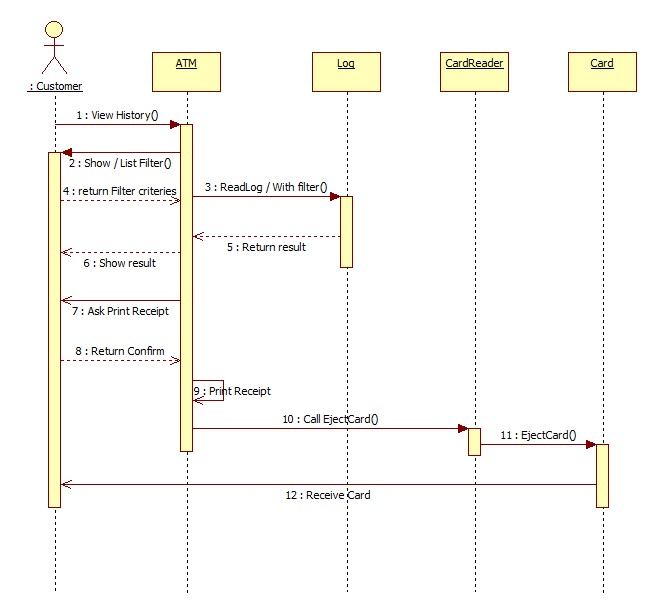 : Customer
ATM
Log
CardReader
Card
1 : View History()
2 : Show / List Filter()
4 : return Filter criteries
3 : ReadLog / With filter()
5 : Return result
6 : Show result
7 : Ask Print Receipt
8 : Return Confirm
9 : Print Receipt
10 : Call EjectCard()
11 : EjectCard()
12 : Receive Card